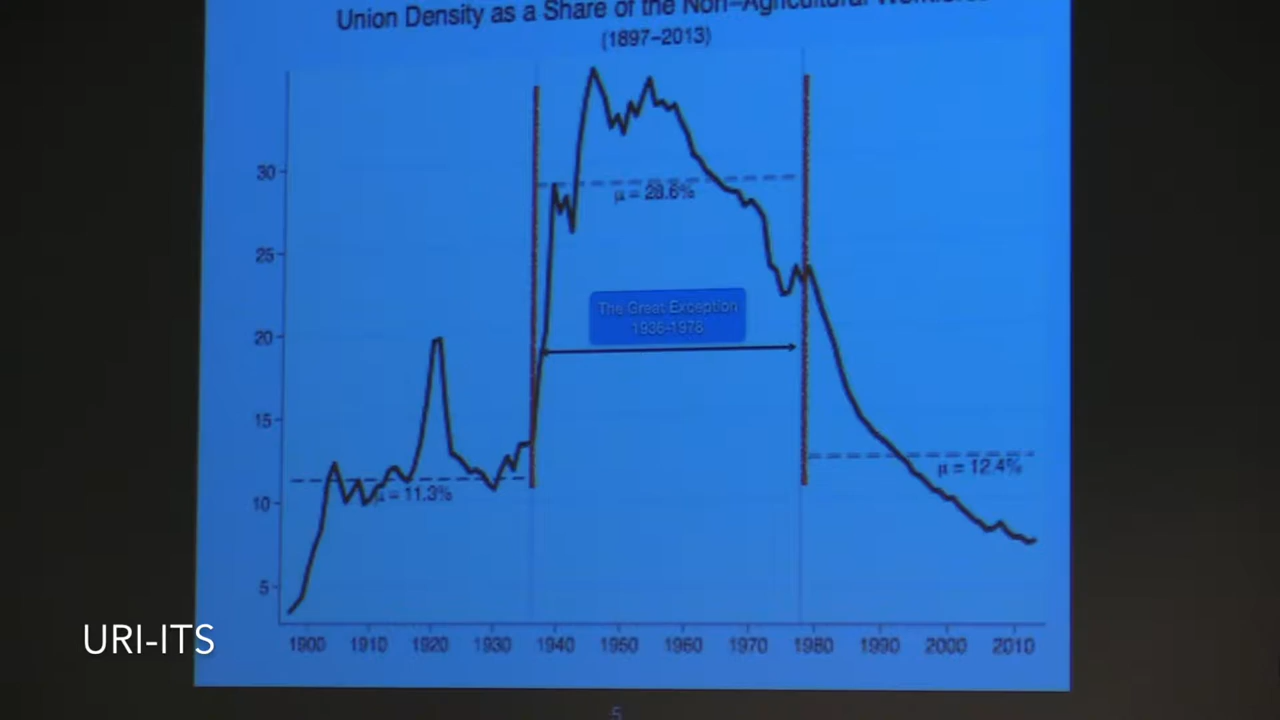 Union Density as a Share of the Non-Agricultural
(1897-2013)
30
25
20
15
10
5
μ = 11.3%
μ = 28.6%
μ = 12.4%
The Great Exception
1936-1978
1900 1910 1920 1930 1940 1950 1960 1970 1980 1990 2000 2010
URI-ITS
5